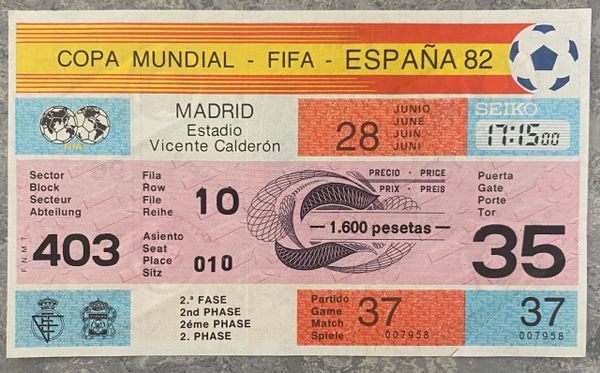 COPA MUNDIAL - FIFA - ESPAÑA 82
FIFA
MADRID
Estadio
Vicente Calderón
28
JUNIO
JUNE
JUIN
JUNI
SEIKO
17:15 00
Sector
Block
Secteur
Abteilung
403
F.N.M.T.
Fila
Row
File
Reihe
10
Asiento
Seat
Place
Sitz
010
PRECIO - PRICE
PRIX - PREIS
1.600 pesetas
Puerta
Gate
Porte
Tor
35
2.ª FASE
2nd PHASE
2éme PHASE
2. PHASE
Partido
Game
Match
Spiele
37
007958
37
007958